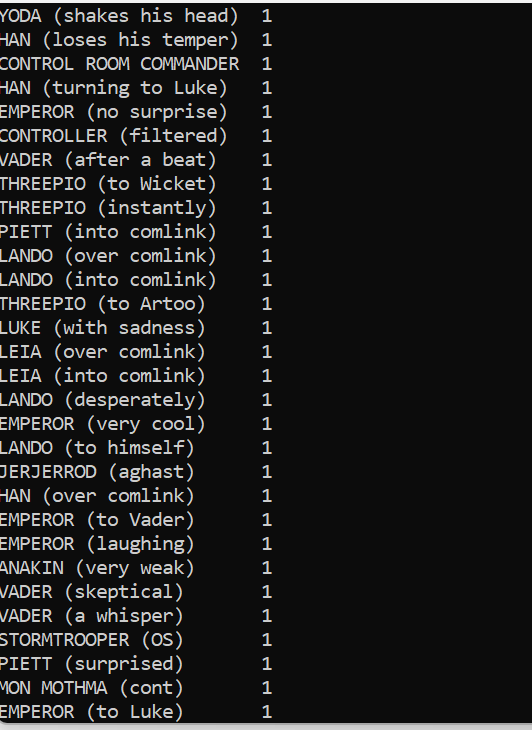 YODA (shakes his head) 1
HAN (loses his temper) 1
CONTROL ROOM COMMANDER 1
HAN (turning to Luke) 1
EMPEROR (no surprise) 1
CONTROLLER (filtered) 1
VADER (after a beat) 1
THREEPIO (to Wicket) 1
THREEPIO (instantly) 1
PIETT (into comlink) 1
LANDO (over comlink) 1
LANDO (into comlink) 1
THREEPIO (to Artoo) 1
LUKE (with sadness) 1
LEIA (over comlink) 1
LEIA (into comlink) 1
LANDO (desperately) 1
EMPEROR (very cool) 1
LANDO (to himself) 1
JERJERROD (aghast) 1
HAN (over comlink) 1
EMPEROR (to Vader) 1
EMPEROR (laughing) 1
ANAKIN (very weak) 1
VADER (skeptical) 1
VADER (a whisper) 1
STORMTROOPER (OS) 1
PIETT (surprised) 1
MON MOTHMA (cont) 1
EMPEROR (to Luke) 1